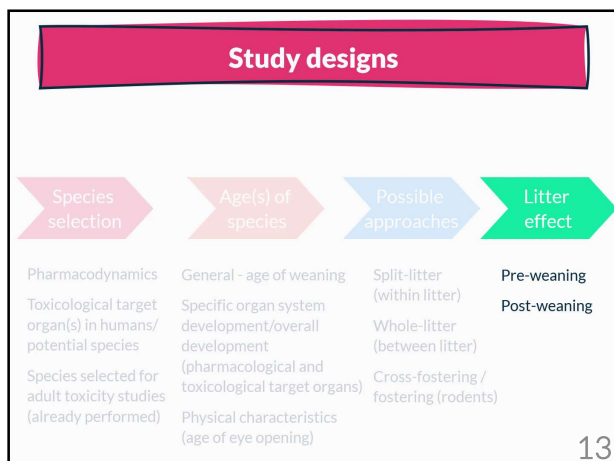 Study designs
Species
selection
Age(s) of
species
Possible
approaches
Litter
effect
Pharmacodynamics
Toxicological target
organ(s) in humans/
potential species
Species selected for
adult toxicity studies
(already performed)
General - age of weaning
Specific organ system
development/overall
development
(pharmacological and
toxicological target organs)
Physical characteristics
(age of eye opening)
Split-litter
(within litter)
Whole-litter
(between litter)
Cross-fostering /
fostering (rodents)
Pre-weaning
Post-weaning
13